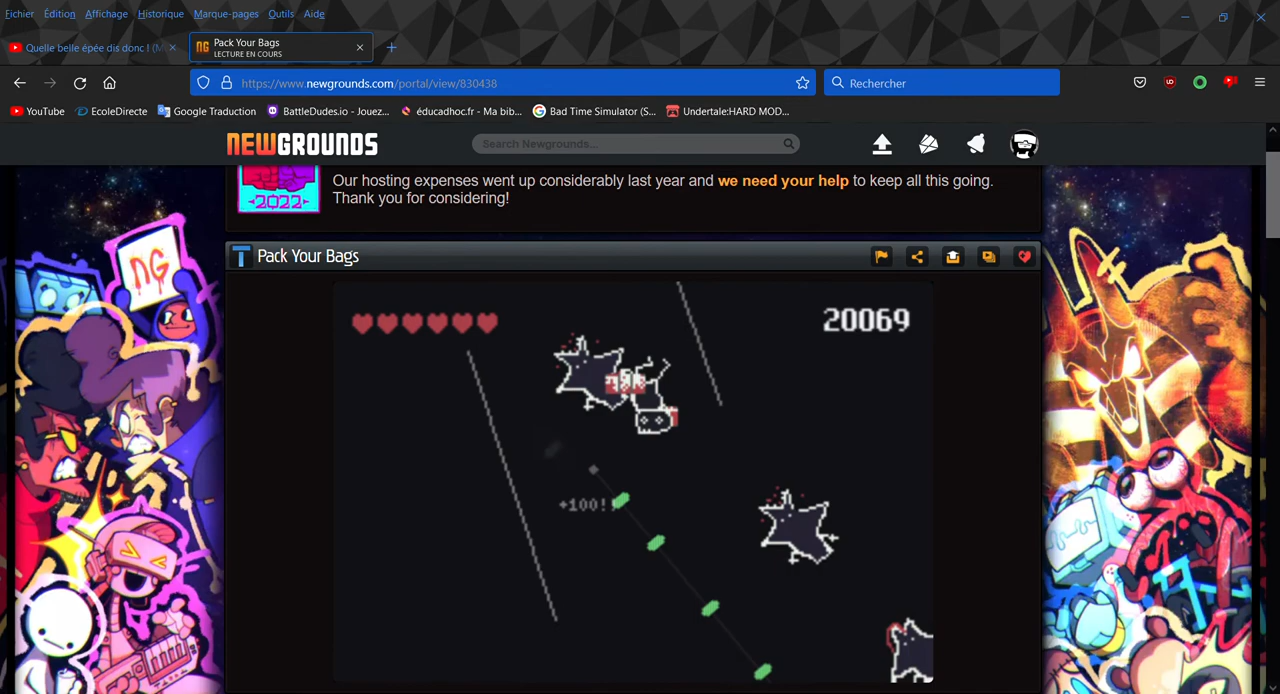 Fichier Édition Affichage Historique Marque-pages Outils Aide
Quelle belle épée dis donc ! (M
Pack Your Bags
LECTURE EN COURS
https://www.newgrounds.com/portal/view/830438
Rechercher
YouTube EcoleDirecte Google Traduction BattleDudes.io - Jouez... éducadhoc.fr - Ma bib... Bad Time Simulator (S... Undertale:HARD MOD...
NEWGROUNDS
Search Newgrounds...
2022
Our hosting expenses went up considerably last year and we need your help to keep all this going.
Thank you for considering!
NG
T Pack Your Bags
20069
+100!